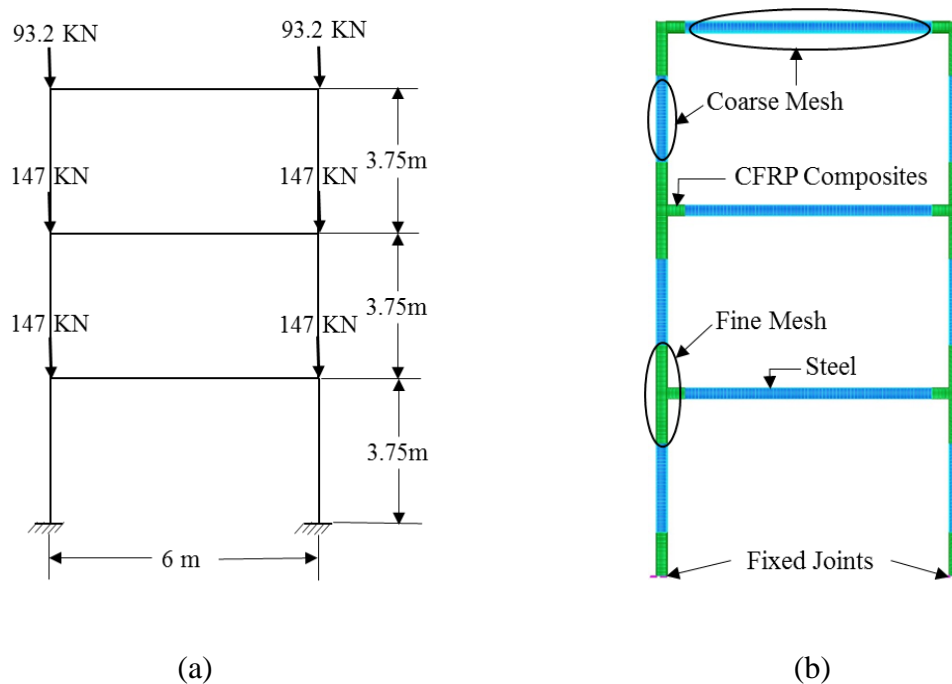 93.2 KN
93.2 KN
3.75m
147 KN
147 KN
3.75m
147 KN
147 KN
3.75m
6 m
(a)
Coarse Mesh
CFRP Composites
Fine Mesh
Steel
Fixed Joints
(b)